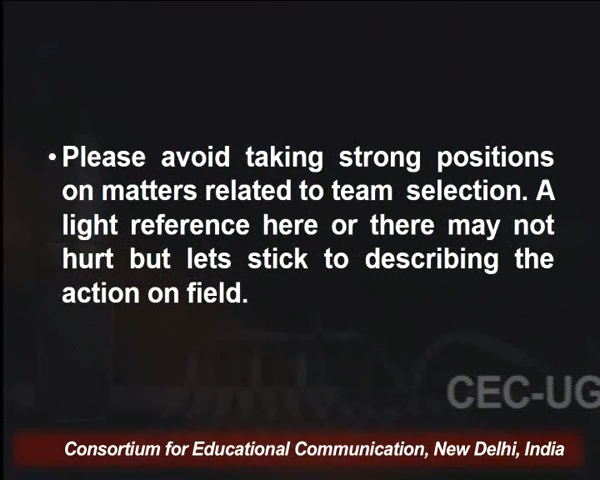 • Please avoid taking strong positions
on matters related to team selection. A
light reference here or there may not
hurt but lets stick to describing the
action on field.
CEC-UG
Consortium for Educational Communication, New Delhi, India